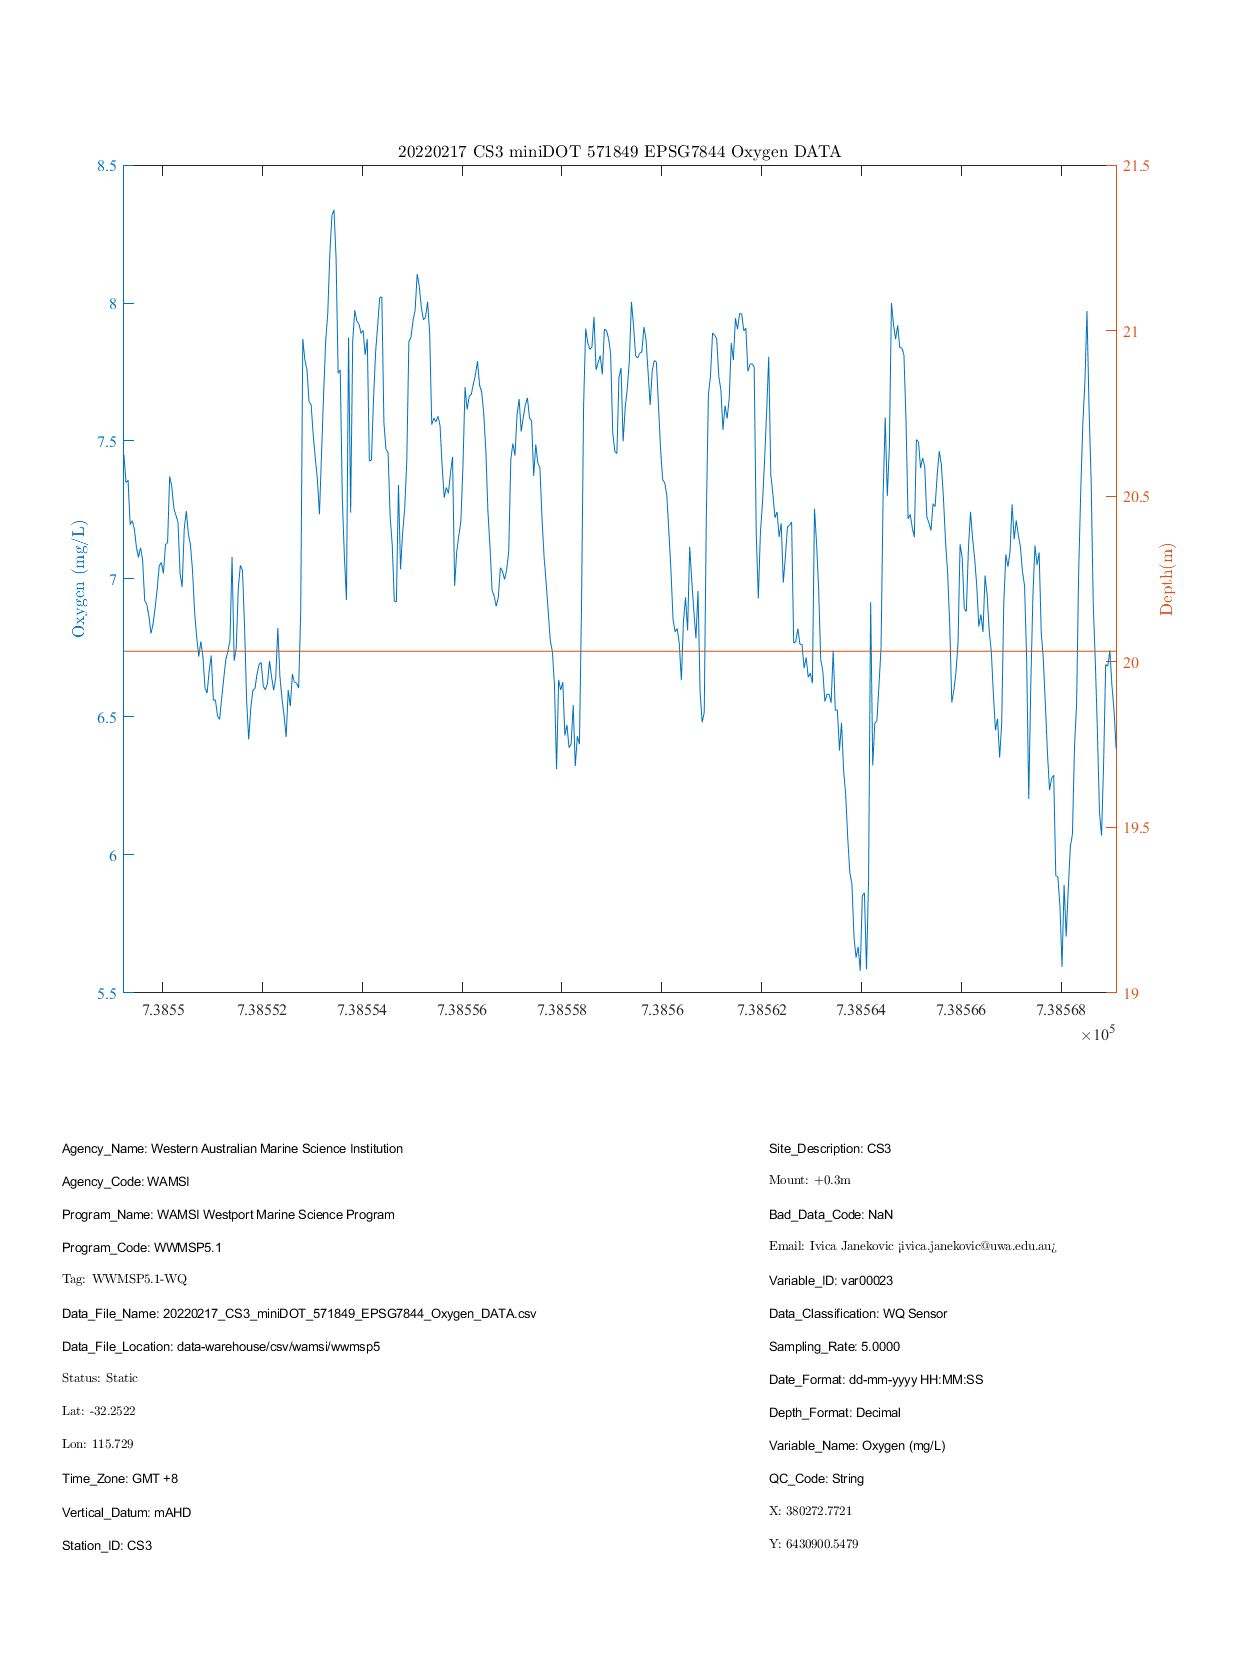 20220217 CS3 miniDOT 571849 EPSG7844 Oxygen DATA
8.5
8
7.5
7
6.5
6
5.5
Oxygen (mg/L)
21.5
21
20.5
20
19.5
19
Depth(m)
7.3855 7.38552 7.38554 7.38556 7.38558 7.3856 7.38562 7.38564 7.38566 7.38568
×10^5
Agency_Name: Western Australian Marine Science Institution
Agency_Code: WAMSI
Program_Name: WAMSI Westport Marine Science Program
Program_Code: WWMSP5.1
Tag: WWMSP5.1-WQ
Data_File_Name: 20220217_CS3_miniDOT_571849_EPSG7844_Oxygen_DATA.csv
Data_File_Location: data-warehouse/csv/wamsi/wwmsp5
Status: Static
Lat: -32.2522
Lon: 115.729
Time_Zone: GMT +8
Vertical_Datum: mAHD
Station_ID: CS3
Site_Description: CS3
Mount: +0.3m
Bad_Data_Code: NaN
Email: Ivica Janekovic ¡ivica.janekovic@uwa.edu.au¿
Variable_ID: var00023
Data_Classification: WQ Sensor
Sampling_Rate: 5.0000
Date_Format: dd-mm-yyyy HH:MM:SS
Depth_Format: Decimal
Variable_Name: Oxygen (mg/L)
QC_Code: String
X: 380272.7721
Y: 6430900.5479